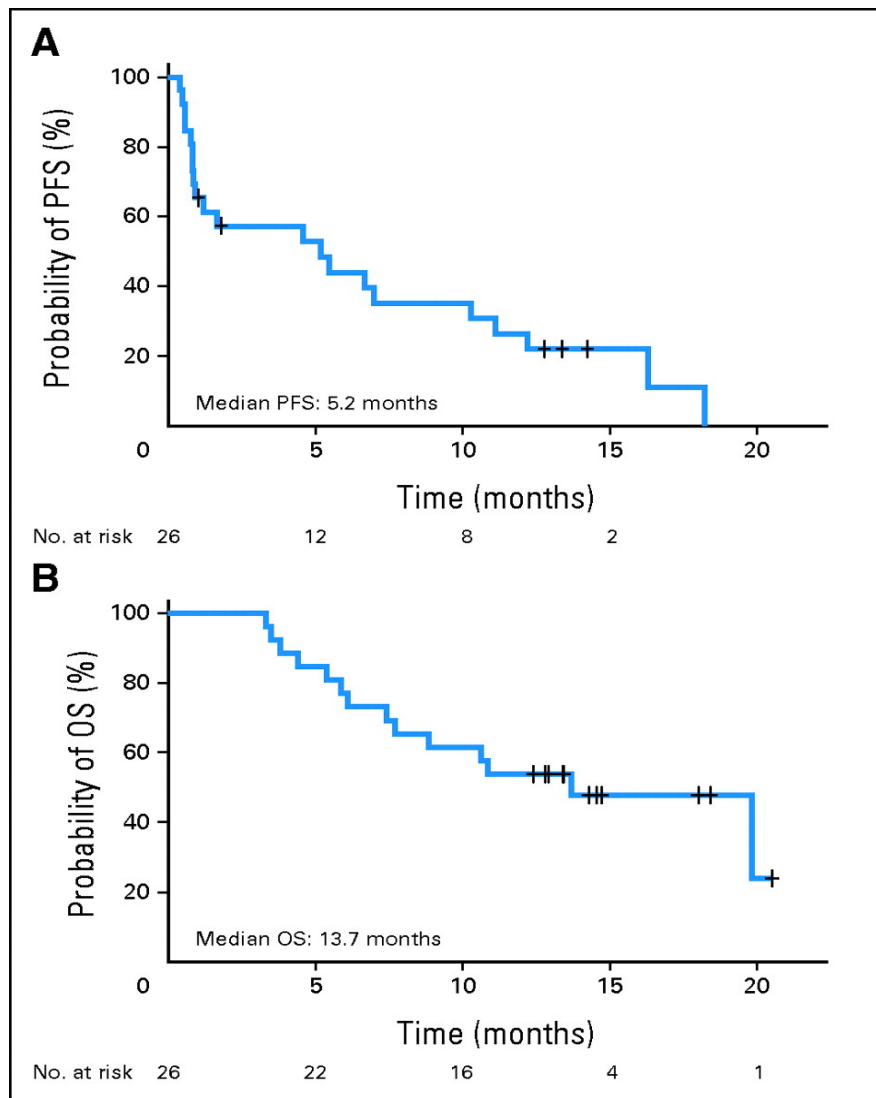 A
Probability of PFS (%)
100
80
60
40
20
0
Median PFS: 5.2 months
5 10 15 20
Time (months)
No. at risk 26 12 8 2
B
Probability of OS (%)
100
80
60
40
20
0
Median OS: 13.7 months
5 10 15 20
Time (months)
No. at risk 26 22 16 4 1